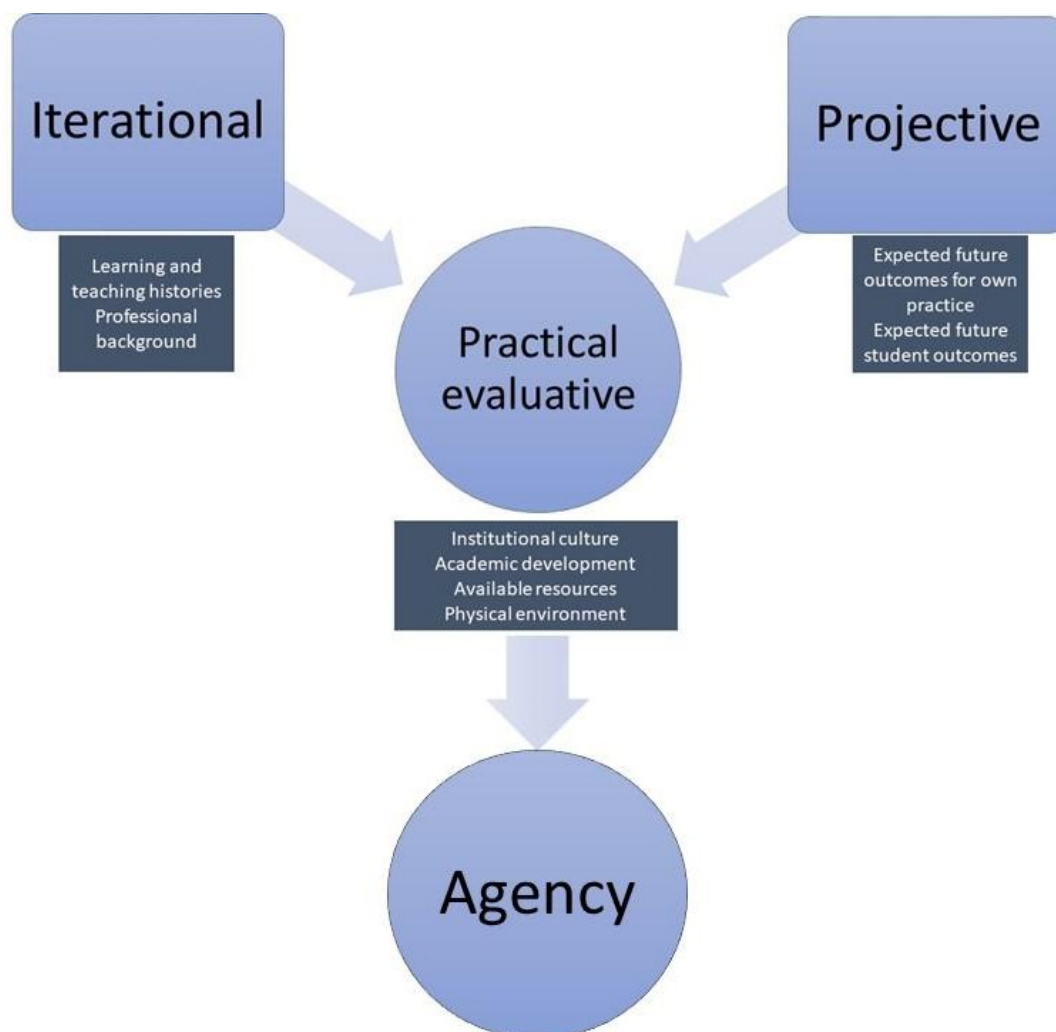 Iterational
Projective
Learning and
teaching histories
Professional
background
Expected future
outcomes for own
practice
Expected future
student outcomes
Practical
evaluative
Institutional culture
Academic development
Available resources
Physical environment
Agency